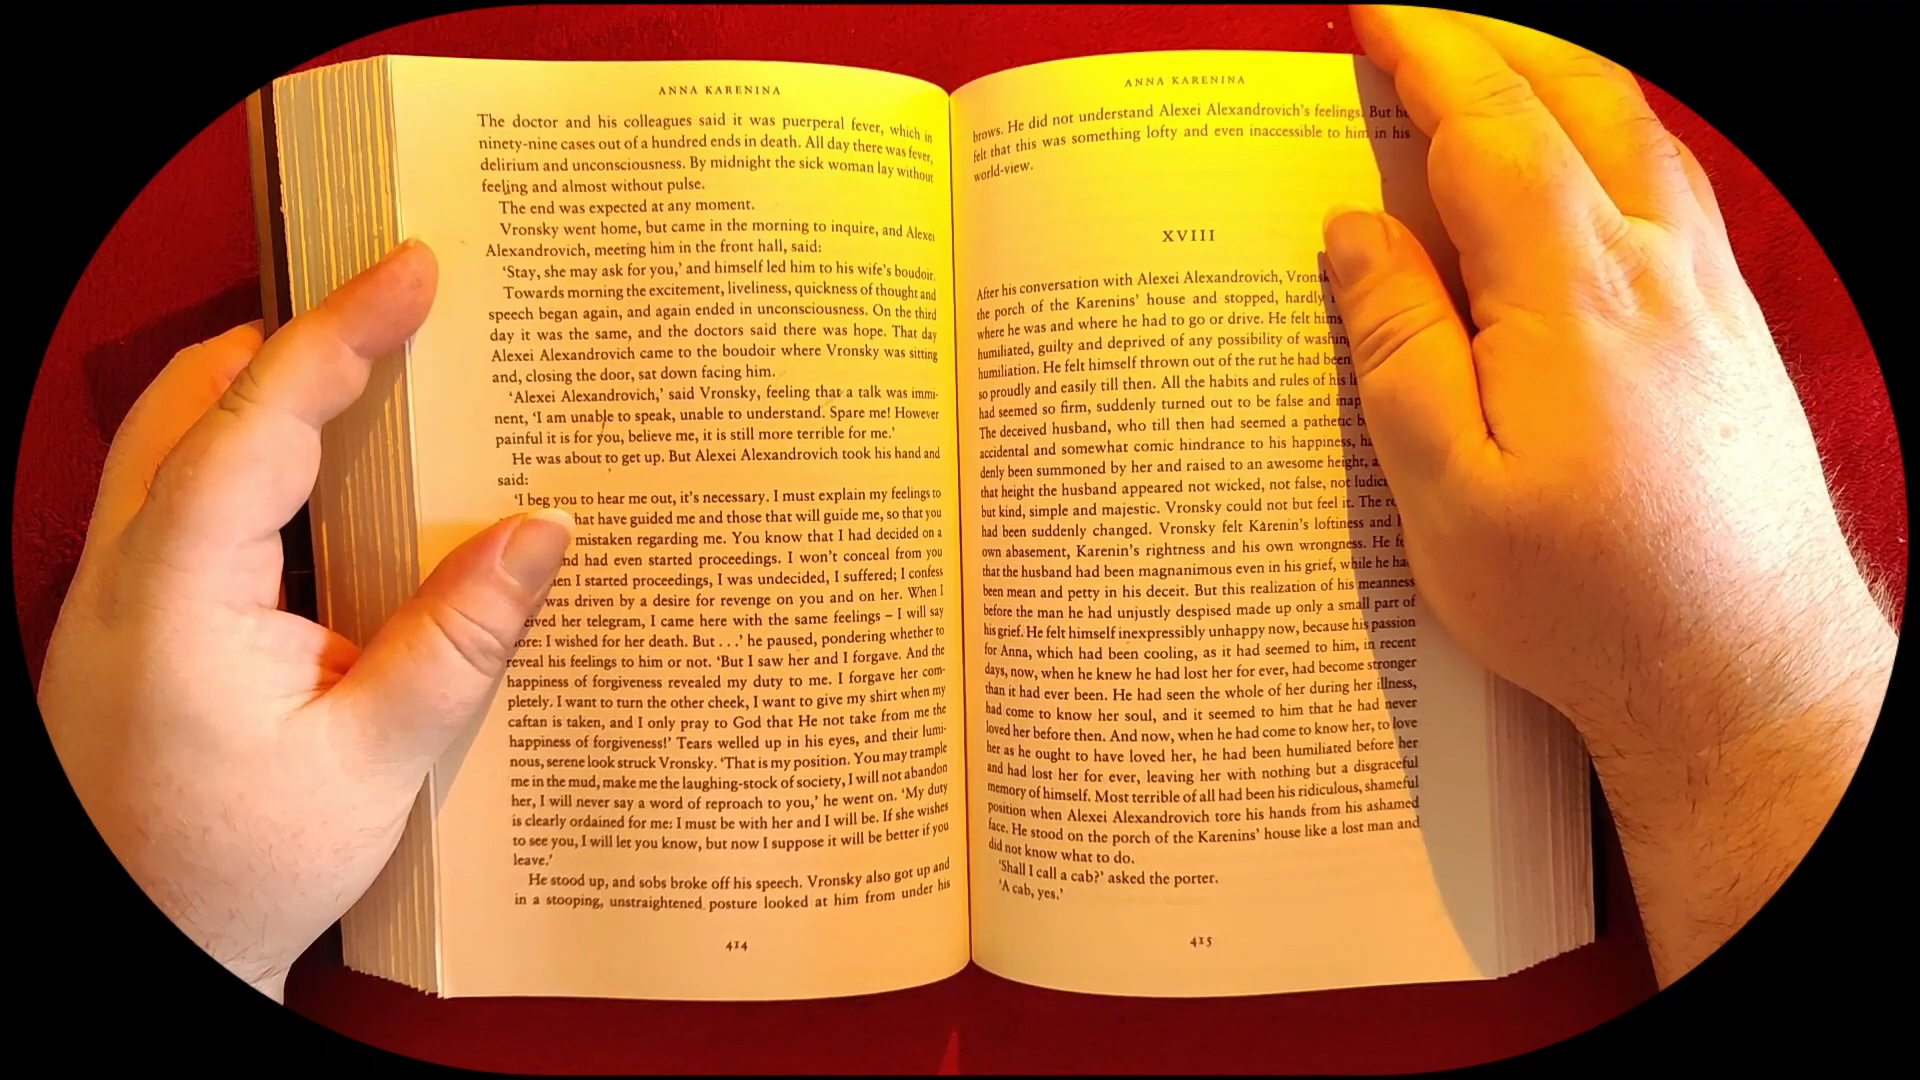 ANNA KARENINA
The doctor and his colleagues said it was puerperal fever, which in
ninety-nine cases out of a hundred ends in death. All day there was fever,
delirium and unconsciousness. By midnight the sick woman lay without
feeling and almost without pulse.
The end was expected at any moment.
Vronsky went home, but came in the morning to inquire, and Alexei
Alexandrovich, meeting him in the front hall, said:
‘Stay, she may ask for you,’ and himself led him to his wife’s boudoir.
Towards morning the excitement, liveliness, quickness of thought and
speech began again, and again ended in unconsciousness. On the third
day it was the same, and the doctors said there was hope. That day
Alexei Alexandrovich came to the boudoir where Vronsky was sitting
and, closing the door, sat down facing him.
‘Alexei Alexandrovich,’ said Vronsky, feeling that a talk was immi-
nent, ‘I am unable to speak, unable to understand. Spare me! However
painful it is for you, believe me, it is still more terrible for me.’
He was about to get up. But Alexei Alexandrovich took his hand and
said:
‘I beg you to hear me out, it’s necessary. I must explain my feelings to
have guided me and those that will guide me, so that you
mistaken regarding me. You know that I had decided on a
had even started proceedings. I won’t conceal from you
I started proceedings, I was undecided, I suffered; I confess
was driven by a desire for revenge on you and on her. When I
her telegram, I came here with the same feelings – I will say
I wished for her death. But . . .’ he paused, pondering whether to
reveal his feelings to him or not. ‘But I saw her and I forgave. And the
happiness of forgiveness revealed my duty to me. I forgave her com-
pletely. I want to turn the other cheek, I want to give my shirt when my
caftan is taken, and I only pray to God that He not take from me the
happiness of forgiveness!’ Tears welled up in his eyes, and their lumi-
nous, serene look struck Vronsky. ‘That is my position. You may trample
me in the mud, make me the laughing-stock of society, I will not abandon
her, I will never say a word of reproach to you,’ he went on. ‘My duty
is clearly ordained for me: I must be with her and I will be. If she wishes
to see you, I will let you know, but now I suppose it will be better if you
leave.’
He stood up, and sobs broke off his speech. Vronsky also got up and
in a stooping, unstraightened posture looked at him from under his
414
ANNA KARENINA
brows. He did not understand Alexei Alexandrovich’s feelings. But he
felt that this was something lofty and even inaccessible to him in his
world-view.
XVIII
After his conversation with Alexei Alexandrovich,
the porch of the Karenins’ house and stopped, hardly
where he was and where he had to go or drive. He felt
humiliated, guilty and deprived of any possibility of
humiliation. He felt himself thrown out of the rut he had been
so proudly and easily till then. All the habits and rules of his
had seemed so firm, suddenly turned out to be false and
The deceived husband, who till then had seemed a pathetic
accidental and somewhat comic hindrance to his happiness,
denly been summoned by her and raised to an awesome height,
that height the husband appeared not wicked, not false, not
but kind, simple and majestic. Vronsky could not but feel it. The
had been suddenly changed. Vronsky felt Karenin’s loftiness and
own abasement, Karenin’s rightness and his own wrongness. He
that the husband had been magnanimous even in his grief, while he
been mean and petty in his deceit. But this realization of his meanness
before the man he had unjustly despised made up only a small part of
his grief. He felt himself inexpressibly unhappy now, because his passion
for Anna, which had been cooling, as it had seemed to him, in recent
days, now, when he knew he had lost her for ever, had become stronger
than it had ever been. He had seen the whole of her during her illness,
had come to know her soul, and it seemed to him that he had never
loved her before then. And now, when he had come to know her, to love
her as he ought to have loved her, he had been humiliated before her
and had lost her for ever, leaving her with nothing but a disgraceful
memory of himself. Most terrible of all had been his ridiculous, shameful
position when Alexei Alexandrovich tore his hands from his ashamed
face. He stood on the porch of the Karenins’ house like a lost man and
did not know what to do.
‘Shall I call a cab?’ asked the porter.
‘A cab, yes.’
415